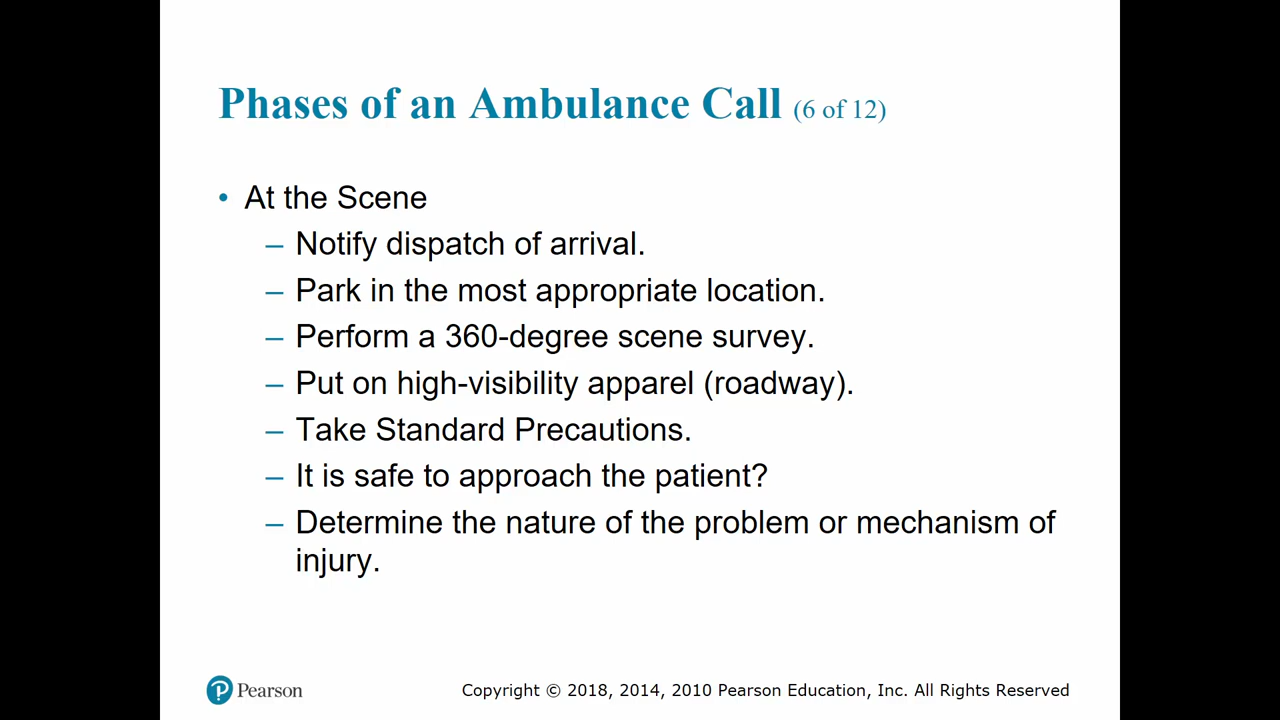 Phases of an Ambulance Call (6 of 12)
• At the Scene
– Notify dispatch of arrival.
– Park in the most appropriate location.
– Perform a 360-degree scene survey.
– Put on high-visibility apparel (roadway).
– Take Standard Precautions.
– It is safe to approach the patient?
– Determine the nature of the problem or mechanism of
injury.
Pearson
Copyright © 2018, 2014, 2010 Pearson Education, Inc. All Rights Reserved